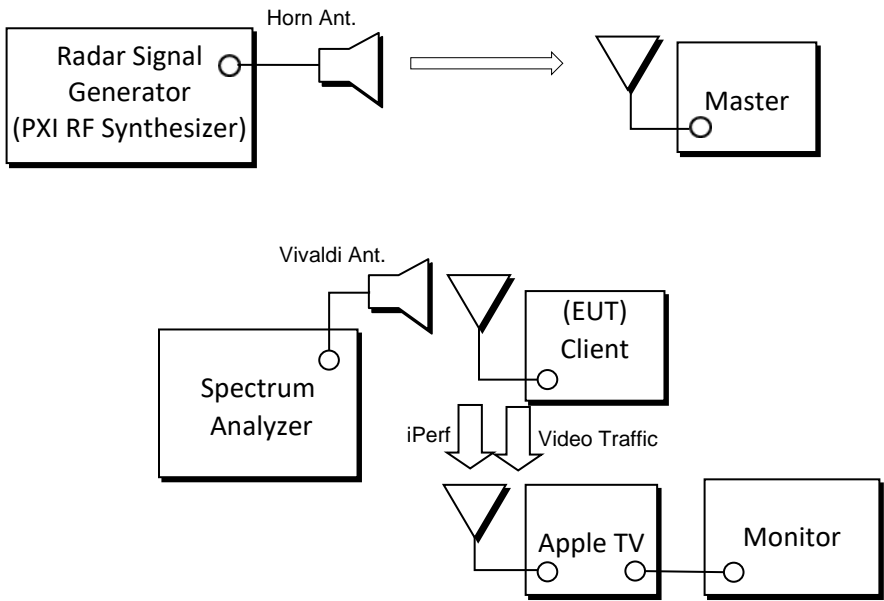 Horn Ant.
Radar Signal
Generator
(PXI RF Synthesizer)
Master
Vivaldi Ant.
(EUT)
Client
Spectrum
Analyzer
iPerf
Video Traffic
Apple TV
Monitor